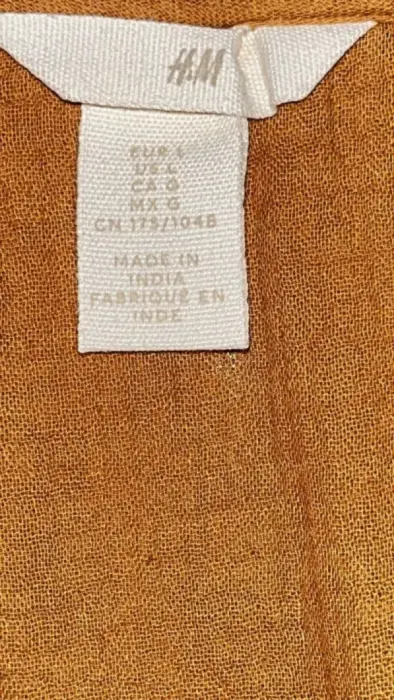 H&M
EUR L
US L
CA G
MX G
CN 175/104B
MADE IN
INDIA
FABRIQUÉ EN
INDE